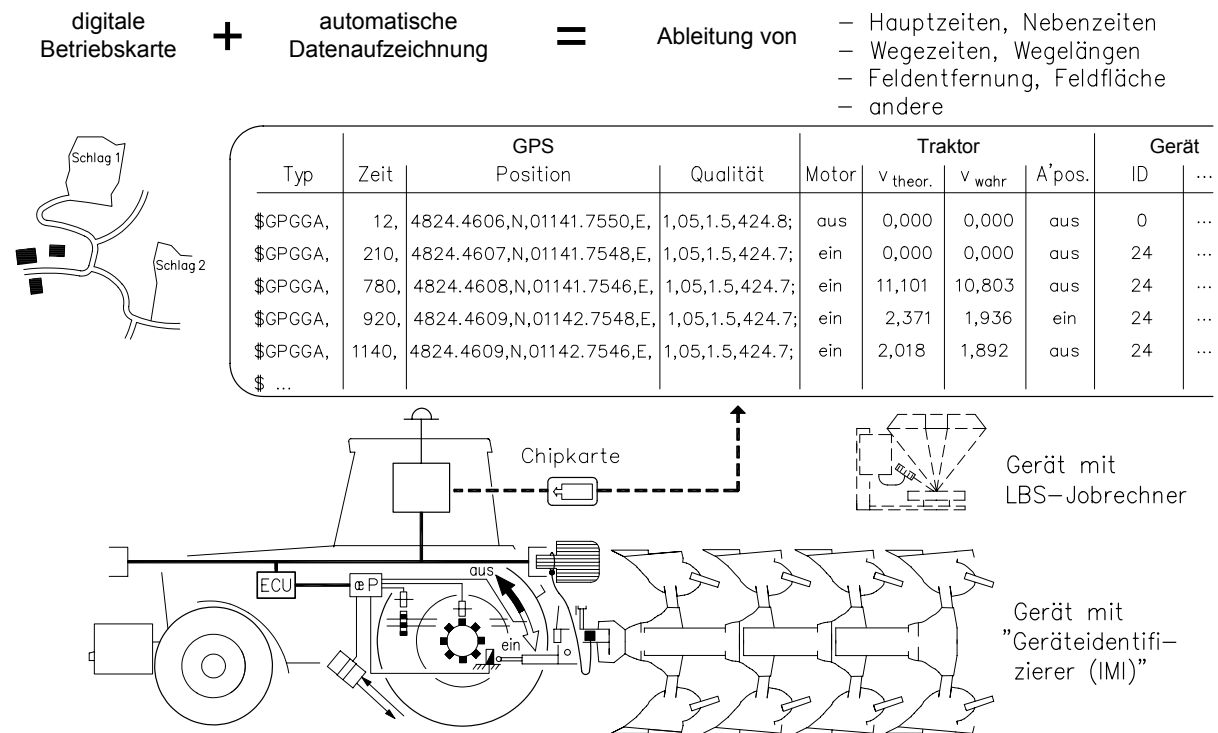 digitale
Betriebskarte
+
automatische
Datenaufzeichnung
=
Ableitung von
– Hauptzeiten, Nebenzeiten
– Wegezeiten, Wegelängen
– Feldentfernung, Feldfläche
– andere
Schlag 1
Schlag 2
GPS Traktor Gerät
Typ Zeit Position Qualität Motor v theor. v wahr A'pos. ID ...
$GPGGA, 12, 4824.4606,N,01141.7550,E, 1,05,1.5,424.8; aus 0,000 0,000 aus 0 ...
$GPGGA, 210, 4824.4607,N,01141.7548,E, 1,05,1.5,424.7; ein 0,000 0,000 aus 24 ...
$GPGGA, 780, 4824.4608,N,01141.7546,E, 1,05,1.5,424.7; ein 11,101 10,803 aus 24 ...
$GPGGA, 920, 4824.4609,N,01142.7548,E, 1,05,1.5,424.7; ein 2,371 1,936 ein 24 ...
$GPGGA, 1140, 4824.4609,N,01142.7546,E, 1,05,1.5,424.7; ein 2,018 1,892 aus 24 ...
$ ...
Chipkarte
Gerät mit
LBS–Jobrechner
ECU
æP
aus
ein
Gerät mit
"Geräteidentifi–
zierer (IMI)"